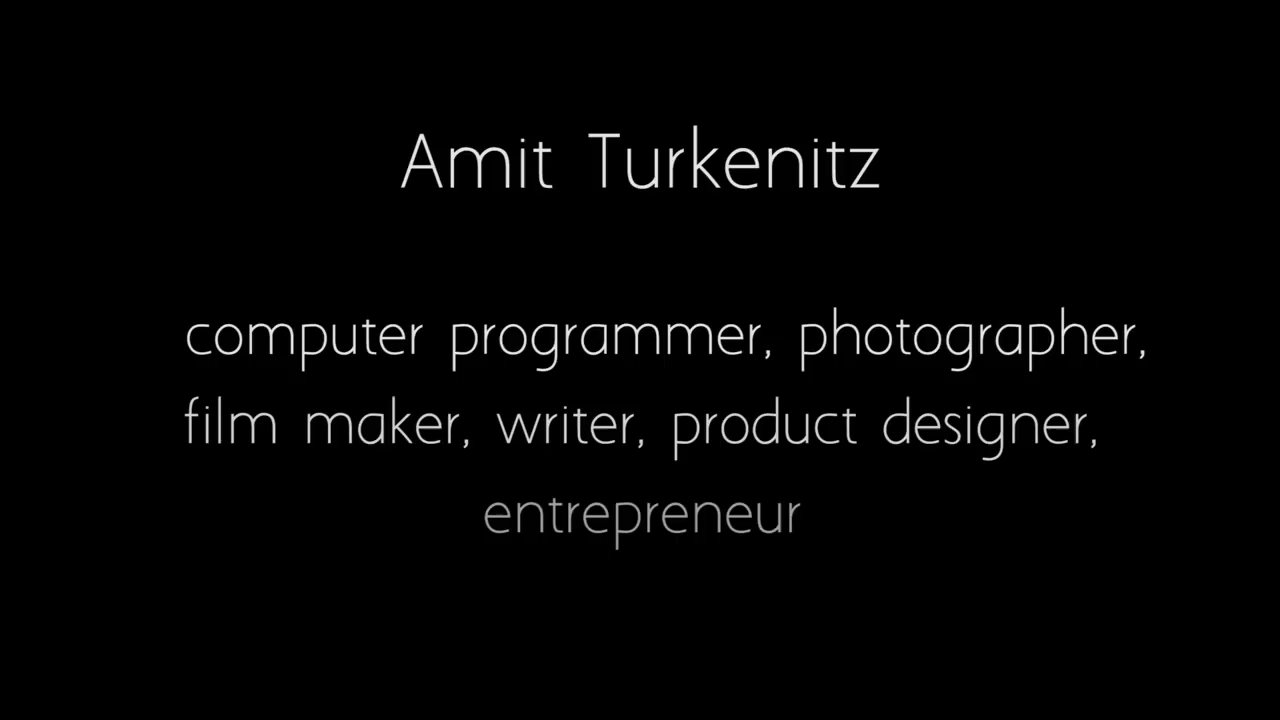 Amit Turkenitz
computer programmer, photographer,
film maker, writer, product designer,
entrepreneur